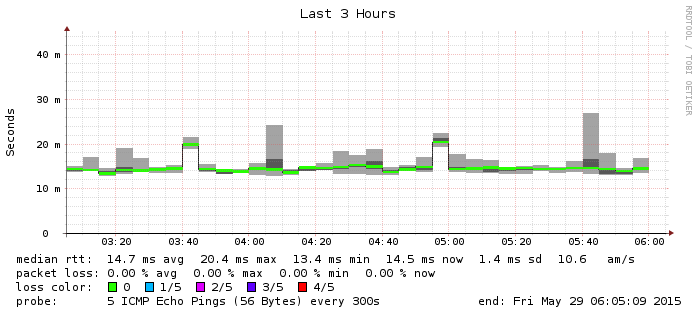 Last 3 Hours
RRDTOOL / TOBI OETIKER
Seconds
40 m
30 m
20 m
10 m
0
03:20 03:40 04:00 04:20 04:40 05:00 05:20 05:40 06:00
median rtt: 14.7 ms avg 20.4 ms max 13.4 ms min 14.5 ms now 1.4 ms sd 10.6 am/s
packet loss: 0.00 % avg 0.00 % max 0.00 % min 0.00 % now
loss color: 0 1/5 2/5 3/5 4/5
probe: 5 ICMP Echo Pings (56 Bytes) every 300s end: Fri May 29 06:05:09 2015